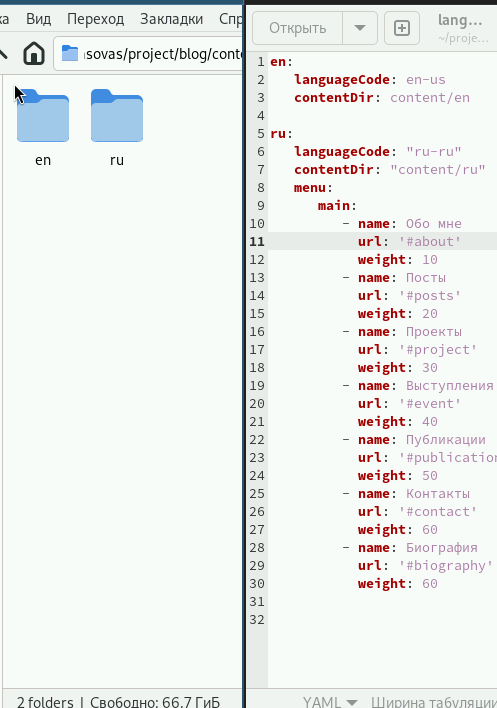 ка Вид Переход Закладки Спр
sovas/project/blog/conte
en
ru
2 folders | Свободно: 66,7 ГиБ
Открыть
lang...
~/proje...
1 en:
2 languageCode: en-us
3 contentDir: content/en
4
5 ru:
6 languageCode: "ru-ru"
7 contentDir: "content/ru"
8 menu:
9 main:
10 - name: Обо мне
11 url: '#about'
12 weight: 10
13 - name: Посты
14 url: '#posts'
15 weight: 20
16 - name: Проекты
17 url: '#project'
18 weight: 30
19 - name: Выступления
20 url: '#event'
21 weight: 40
22 - name: Публикации
23 url: '#publication
24 weight: 50
25 - name: Контакты
26 url: '#contact'
27 weight: 60
28 - name: Биография
29 url: '#biography'
30 weight: 60
31
32
YAML Ширина табуляции